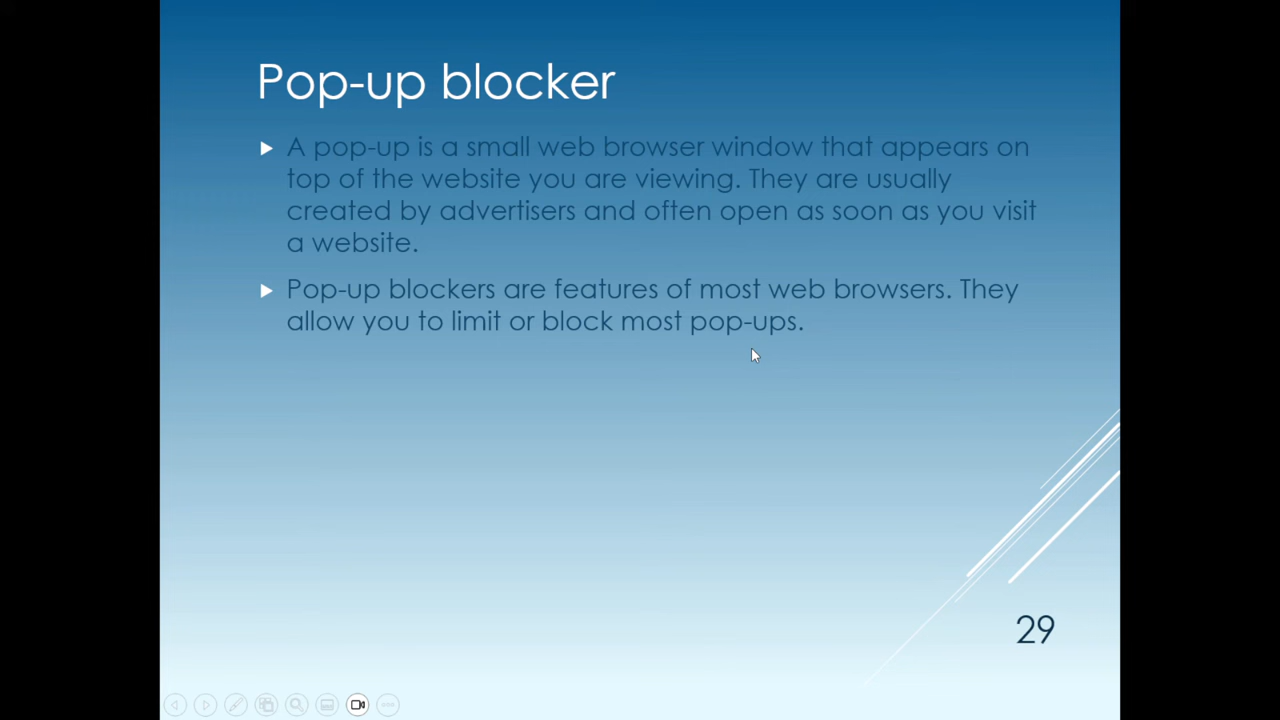 Pop-up blocker
A pop-up is a small web browser window that appears on
top of the website you are viewing. They are usually
created by advertisers and often open as soon as you visit
a website.
Pop-up blockers are features of most web browsers. They
allow you to limit or block most pop-ups.
29